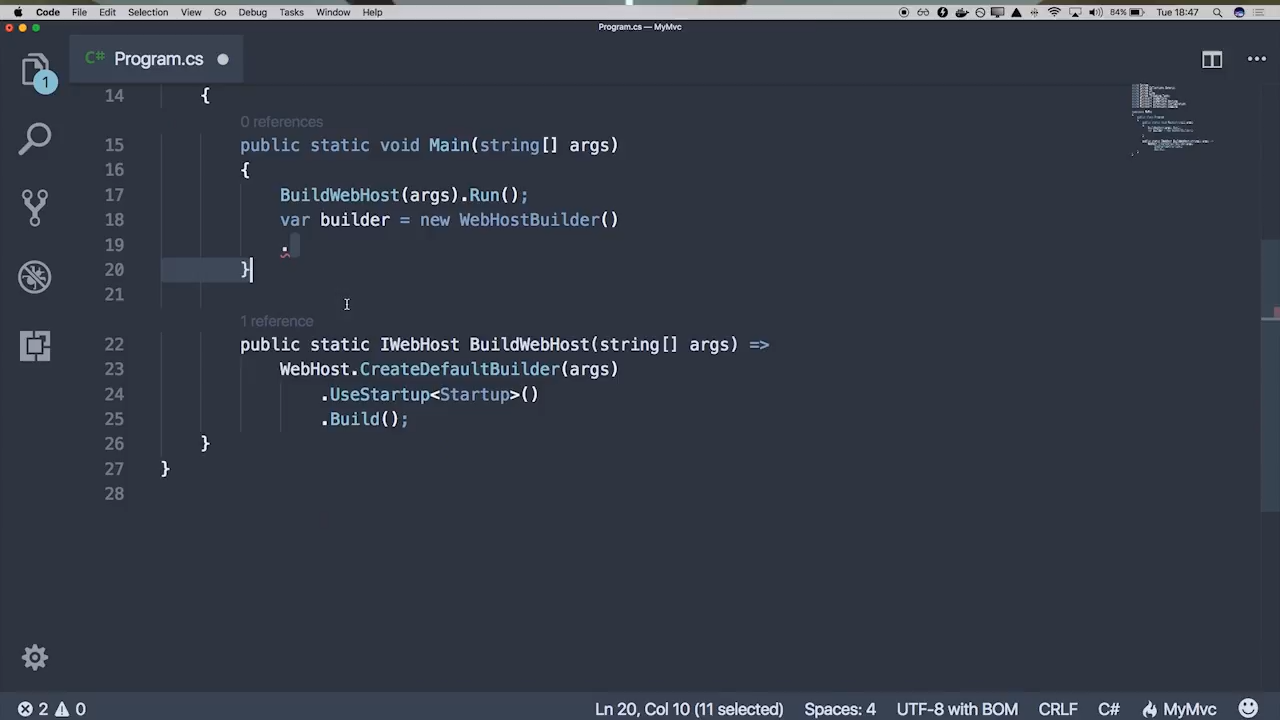 Code File Edit Selection View Go Debug Tasks Window Help 84% Tue 18:47
Program.cs — MyMvc
C# Program.cs
1
14 {
0 references
15 public static void Main(string[] args)
16 {
17 BuildWebHost(args).Run();
18 var builder = new WebHostBuilder()
19 .
20 }
21
1 reference
22 public static IWebHost BuildWebHost(string[] args) =>
23 WebHost.CreateDefaultBuilder(args)
24 .UseStartup<Startup>()
25 .Build();
26 }
27 }
28
2 0 Ln 20, Col 10 (11 selected) Spaces: 4 UTF-8 with BOM CRLF C# MyMvc